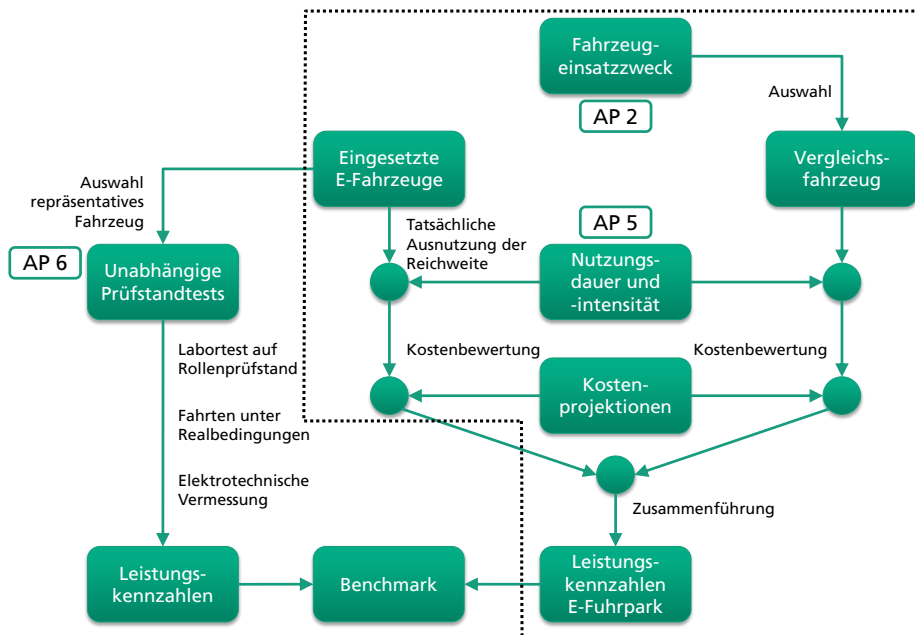 Fahrzeug-
einsatzzweck
AP 2
Auswahl
Eingesetzte
E-Fahrzeuge
Vergleichs-
fahrzeug
Auswahl
repräsentatives
Fahrzeug
Tatsächliche
Ausnutzung der
Reichweite
AP 5
AP 6
Unabhängige
Prüfstandtests
Nutzungs-
dauer und
-intensität
Labortest auf
Rollenprüfstand
Kostenbewertung
Kostenbewertung
Kosten-
projektionen
Fahrten unter
Realbedingungen
Elektrotechnische
Vermessung
Zusammenführung
Leistungs-
kennzahlen
Benchmark
Leistungs-
kennzahlen
E-Fuhrpark